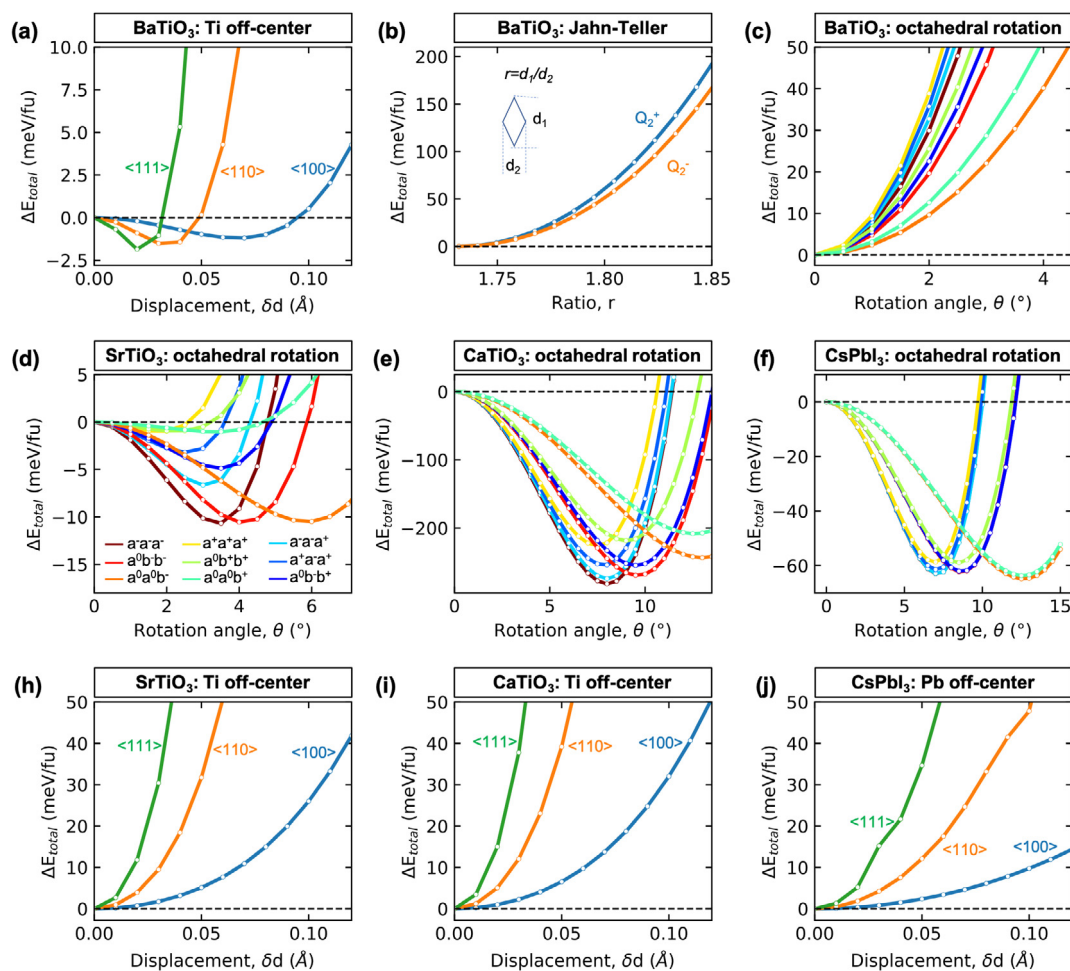 (a) BaTiO₃: Ti off-center
ΔE_total (meV/fu)
10.0
7.5
5.0
2.5
0.0
−2.5
<111>
<110>
<100>
0.00 0.05 0.10
Displacement, δd (Å)
(b) BaTiO₃: Jahn-Teller
ΔE_total (meV/fu)
200
150
100
50
0
r=d₁/d₂
d₁
d₂
Q₂⁺
Q₂⁻
1.75 1.80 1.85
Ratio, r
(c) BaTiO₃: octahedral rotation
ΔE_total (meV/fu)
50
40
30
20
10
0
0 2 4
Rotation angle, θ (°)
(d) SrTiO₃: octahedral rotation
ΔE_total (meV/fu)
5
0
−5
−10
−15
a⁻a⁻a⁻ a⁺a⁺a⁺ a⁻a⁻a⁺
a⁰b⁻b⁻ a⁰b⁺b⁺ a⁺a⁻a⁺
a⁰a⁰b⁻ a⁰a⁰b⁺ a⁰b⁻b⁺
0 2 4 6
Rotation angle, θ (°)
(e) CaTiO₃: octahedral rotation
ΔE_total (meV/fu)
0
−100
−200
0 5 10
Rotation angle, θ (°)
(f) CsPbI₃: octahedral rotation
ΔE_total (meV/fu)
0
−20
−40
−60
0 5 10 15
Rotation angle, θ (°)
(h) SrTiO₃: Ti off-center
ΔE_total (meV/fu)
50
40
30
20
10
0
<111>
<110>
<100>
0.00 0.05 0.10
Displacement, δd (Å)
(i) CaTiO₃: Ti off-center
ΔE_total (meV/fu)
50
40
30
20
10
0
<111>
<110>
<100>
0.00 0.05 0.10
Displacement, δd (Å)
(j) CsPbI₃: Pb off-center
ΔE_total (meV/fu)
50
40
30
20
10
0
<111>
<110>
<100>
0.00 0.05 0.10
Displacement, δd (Å)